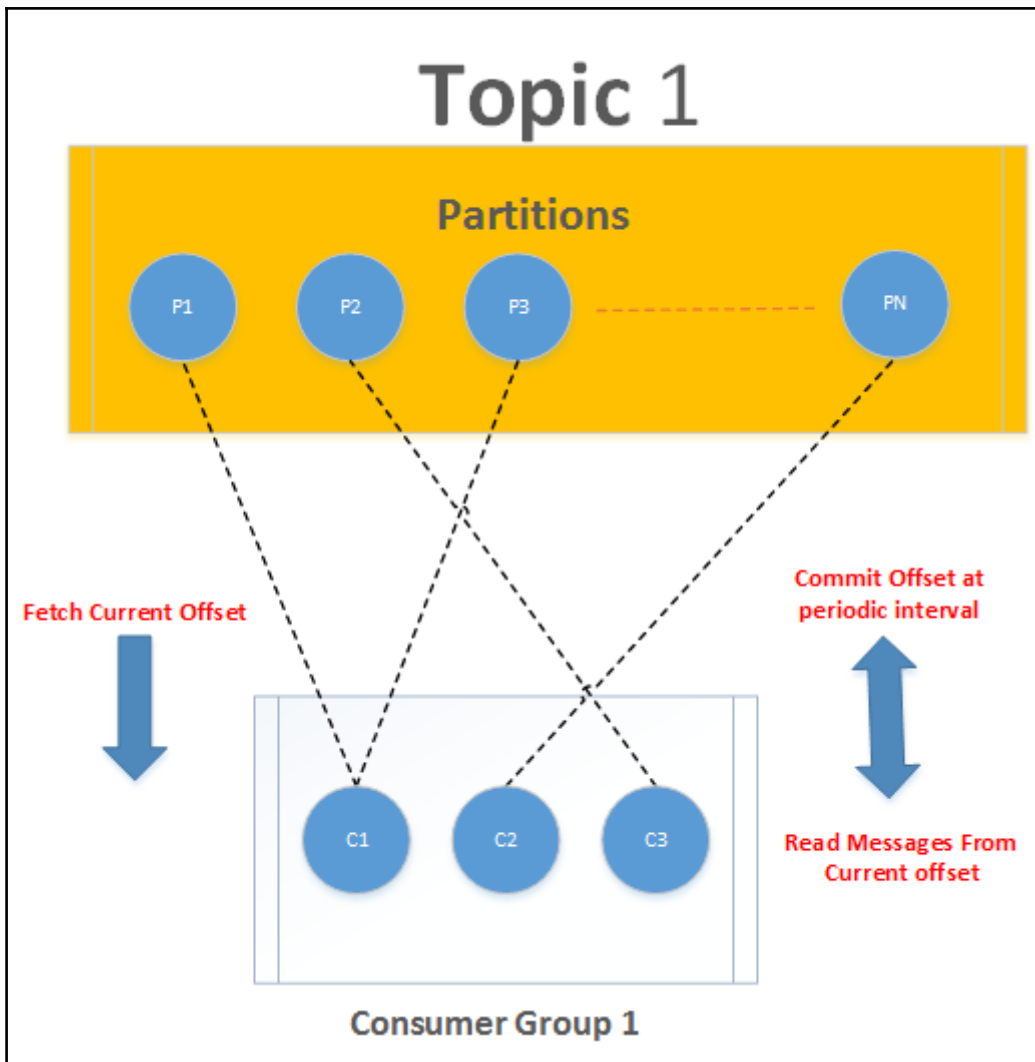 Topic 1
Partitions
P1
P2
P3
PN
Fetch Current Offset
Commit Offset at
periodic interval
C1
C2
C3
Read Messages From
Current offset
Consumer Group 1